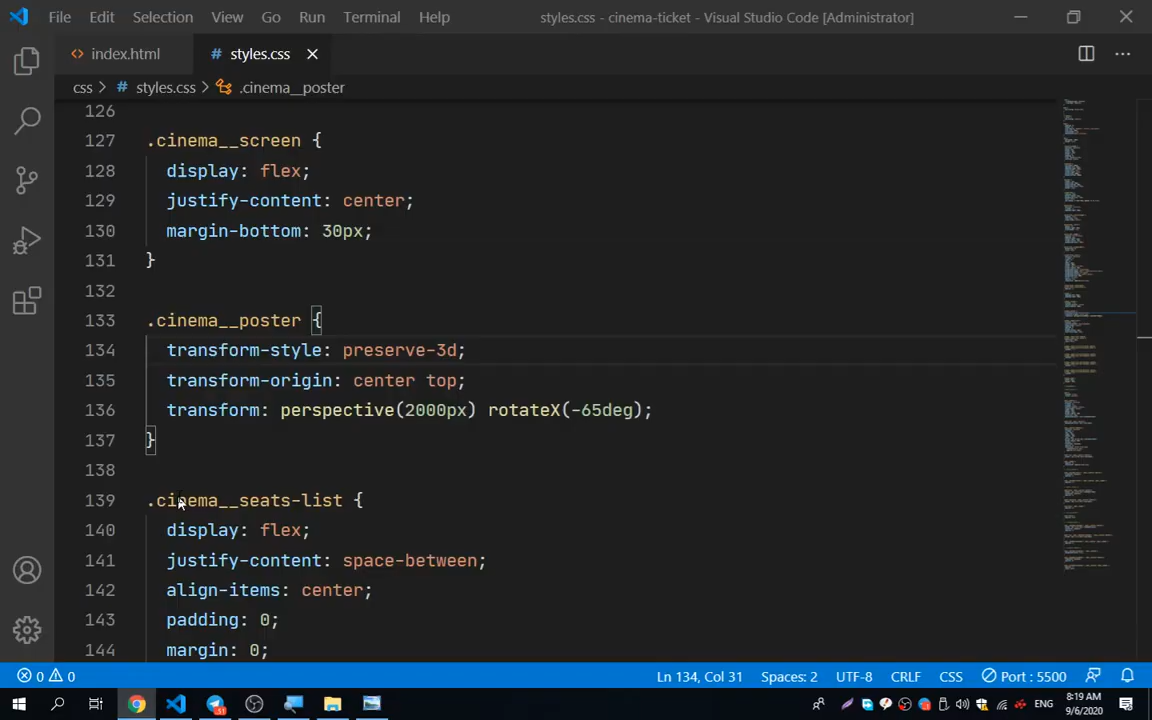 File Edit Selection View Go Run Terminal Help styles.css - cinema-ticket - Visual Studio Code [Administrator]
index.html # styles.css
css > # styles.css > .cinema__poster
126
127 .cinema__screen {
128 display: flex;
129 justify-content: center;
130 margin-bottom: 30px;
131 }
132
133 .cinema__poster {
134 transform-style: preserve-3d;
135 transform-origin: center top;
136 transform: perspective(2000px) rotateX(-65deg);
137 }
138
139 .cinema__seats-list {
140 display: flex;
141 justify-content: space-between;
142 align-items: center;
143 padding: 0;
144 margin: 0;
0 0 Ln 134, Col 31 Spaces: 2 UTF-8 CRLF CSS Port : 5500
ENG 8:19 AM
9/6/2020